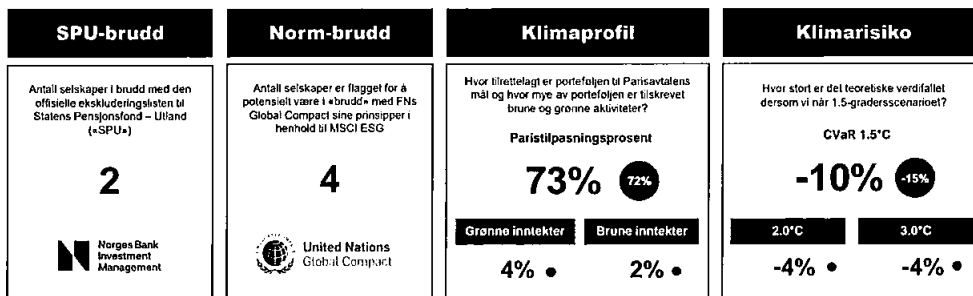 SPU-brudd
Antall selskaper i brudd med den
offisielle ekskluderingslisten til
Statens Pensjonsfond – Utland
(«SPU»)
2
Norges Bank
Investment
Management
Norm-brudd
Antall selskaper er flagget for å
potensielt være i «brudd» med FNs
Global Compact sine prinsipper i
henhold til MSCI ESG
4
United Nations
Global Compact
Klimaprofil
Hvor tilrettelagt er porteføljen til Parisavtalens
mål og hvor mye av porteføljen er tilskrevet
brune og grønne aktiviteter?
Paristilpasningsprosent
73% 72%
Grønne inntekter Brune inntekter
4% 2%
Klimarisiko
Hvor stort er det teoretiske verdifallet
dersom vi når 1.5-gradersscenarioet?
CVaR 1.5°C
-10% -15%
2.0°C 3.0°C
-4% -4%